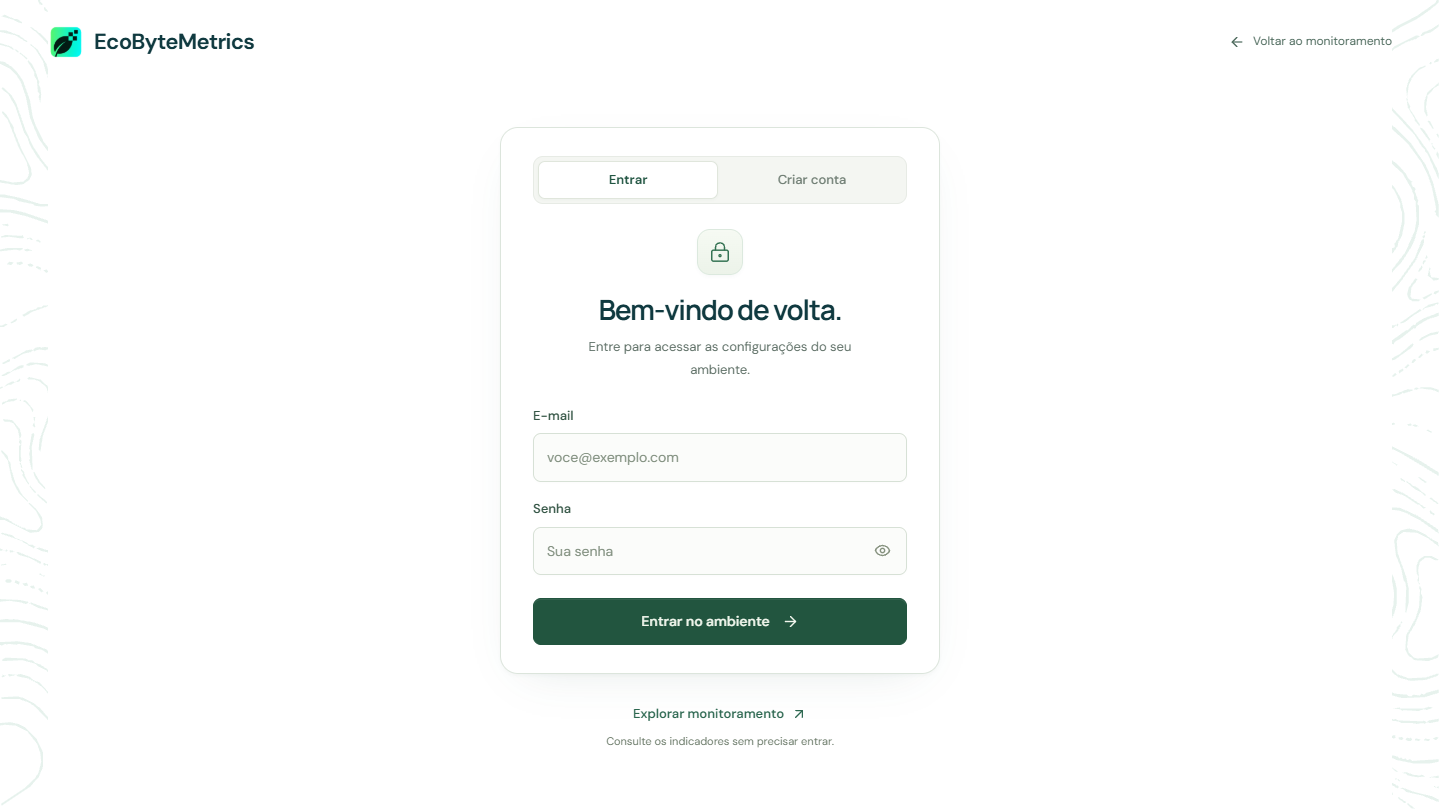 EcoByteMetrics
Voltar ao monitoramento
Entrar
Criar conta
Bem-vindo de volta.
Entre para acessar as configurações do seu
ambiente.
E-mail
voce@exemplo.com
Senha
Sua senha
Entrar no ambiente
Explorar monitoramento
Consulte os indicadores sem precisar entrar.